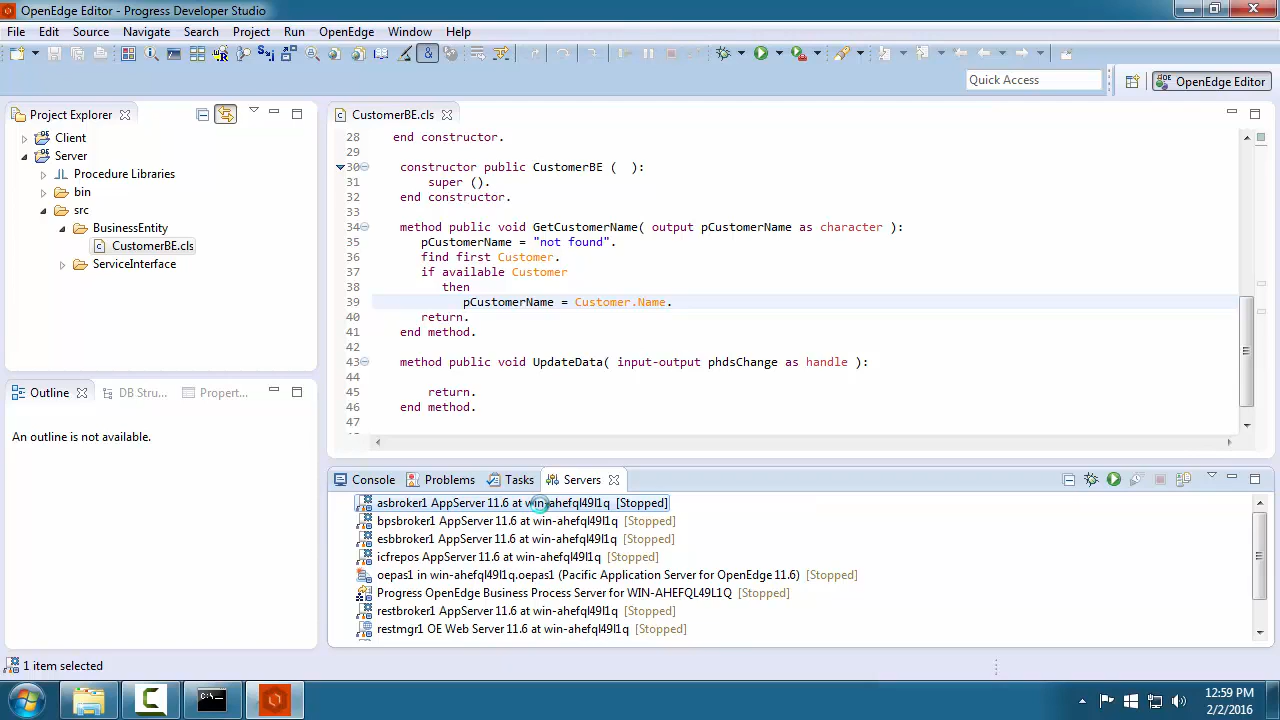 OpenEdge Editor - Progress Developer Studio
File Edit Source Navigate Search Project Run OpenEdge Window Help
Quick Access
OpenEdge Editor
Project Explorer
Client
Server
Procedure Libraries
bin
src
BusinessEntity
CustomerBE.cls
ServiceInterface
Outline DB Stru... Propert...
An outline is not available.
CustomerBE.cls
28 end constructor.
29
30 constructor public CustomerBE ( ):
31 super ().
32 end constructor.
33
34 method public void GetCustomerName( output pCustomerName as character ):
35 pCustomerName = "not found".
36 find first Customer.
37 if available Customer
38 then
39 pCustomerName = Customer.Name.
40 return.
41 end method.
42
43 method public void UpdateData( input-output phdsChange as handle ):
44
45 return.
46 end method.
47
Console Problems Tasks Servers
asbroker1 AppServer 11.6 at win-ahefql49l1q [Stopped]
bpsbroker1 AppServer 11.6 at win-ahefql49l1q [Stopped]
esbbroker1 AppServer 11.6 at win-ahefql49l1q [Stopped]
icfrepos AppServer 11.6 at win-ahefql49l1q [Stopped]
oepas1 in win-ahefql49l1q.oepas1 (Pacific Application Server for OpenEdge 11.6) [Stopped]
Progress OpenEdge Business Process Server for WIN-AHEFQL49L1Q [Stopped]
restbroker1 AppServer 11.6 at win-ahefql49l1q [Stopped]
restmgr1 OE Web Server 11.6 at win-ahefql49l1q [Stopped]
1 item selected
12:59 PM
2/2/2016